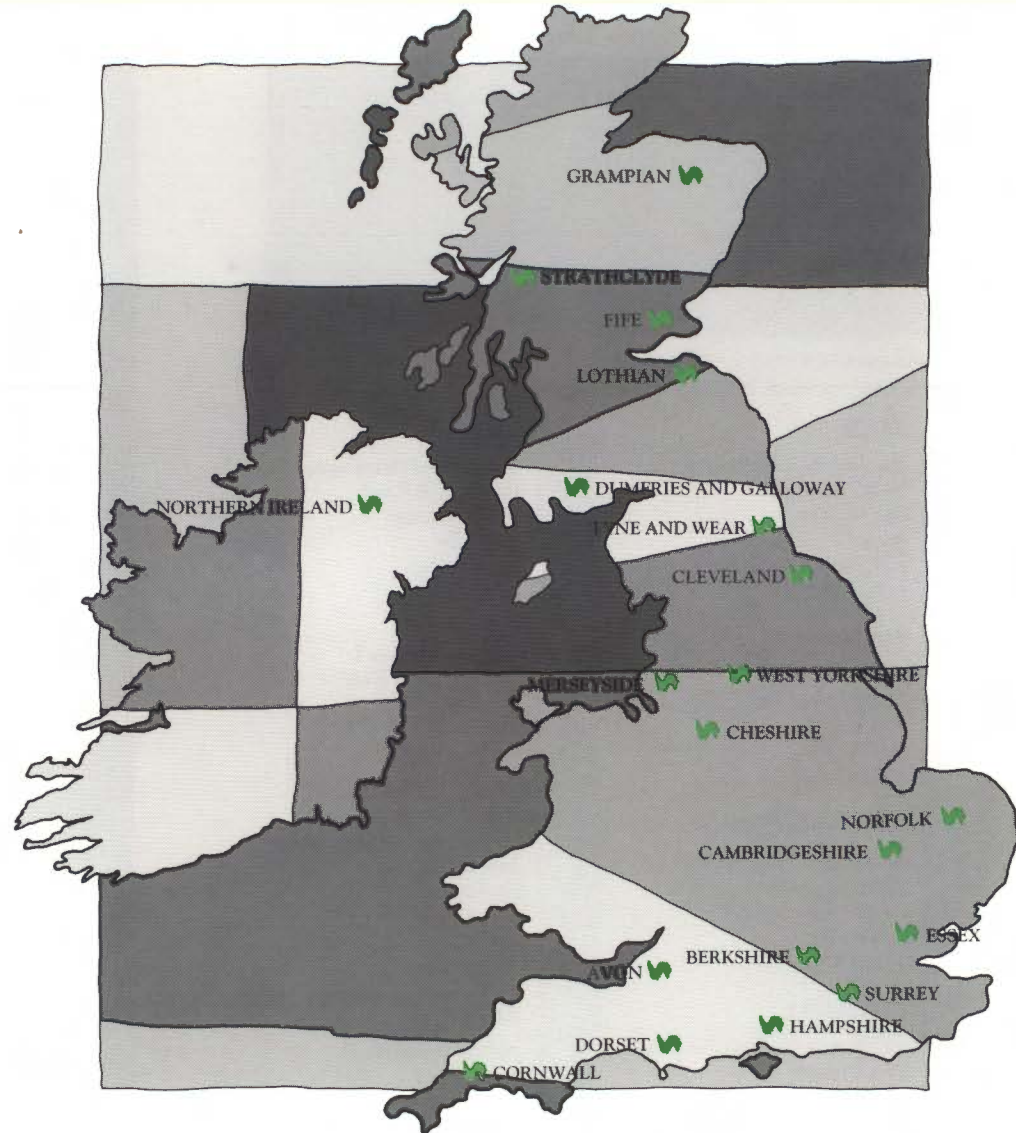 GRAMPIAN
STRATHCLYDE
FIFE
LOTHIAN
DUMFRIES AND GALLOWAY
NORTHERN IRELAND
TYNE AND WEAR
CLEVELAND
WEST YORKSHIRE
MERSEYSIDE
CHESHIRE
NORFOLK
CAMBRIDGESHIRE
ESSEX
BERKSHIRE
AVON
SURREY
HAMPSHIRE
DORSET
CORNWALL